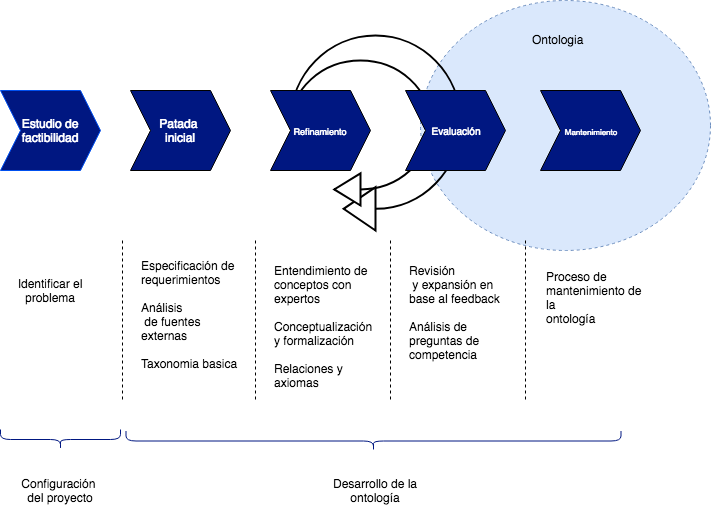 Ontologia
Estudio de
factibilidad
Patada
inicial
Refinamiento
Evaluación
Mantenimiento
Identificar el
problema
Especificación de
requerimientos
Análisis
de fuentes
externas
Taxonomia basica
Entendimiento de
conceptos con
expertos
Conceptualización
y formalización
Relaciones y
axiomas
Revisión
y expansión en
base al feedback
Análisis de
preguntas de
competencia
Proceso de
mantenimiento de
la
ontología
Configuración
del proyecto
Desarrollo de la
ontología